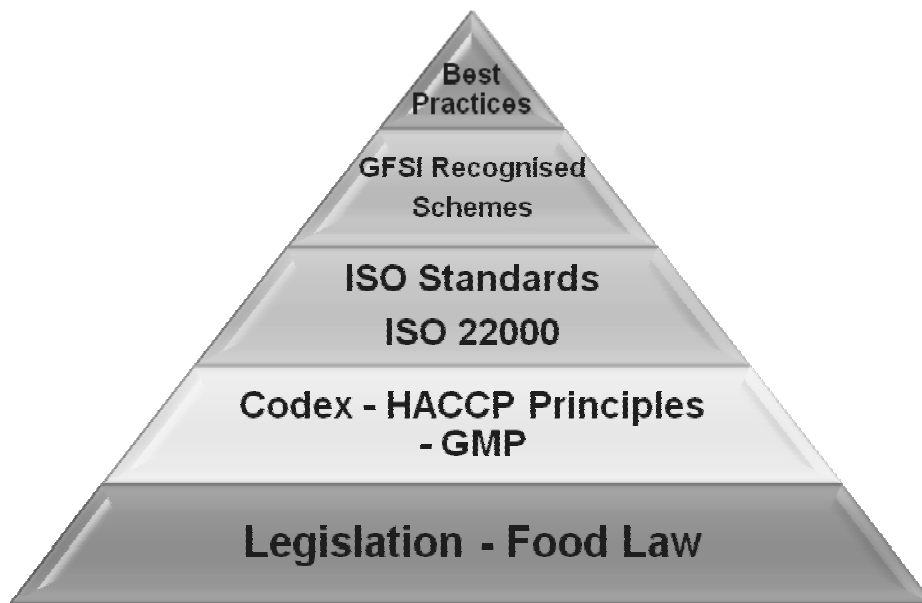 Best
Practices
GFSI Recognised
Schemes
ISO Standards
ISO 22000
Codex - HACCP Principles
- GMP
Legislation - Food Law